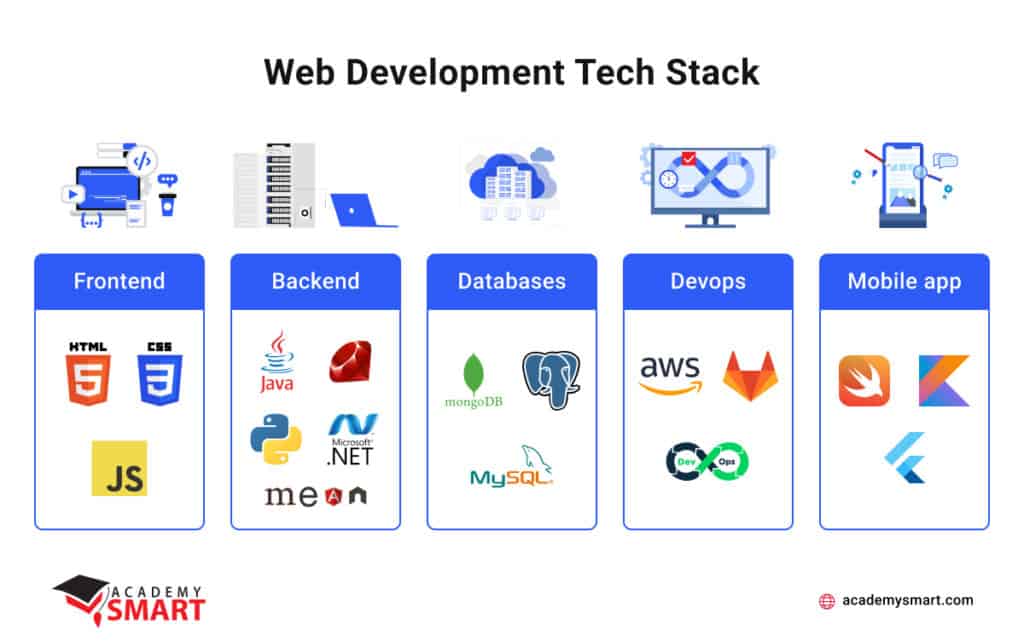 Web Development Tech Stack
</>
{...}
Frontend
Backend
Databases
Devops
Mobile app
HTML
5
CSS
3
JS
Java
Microsoft®
.NET
mean
mongoDB
MySQL®
aws
Dev Ops
ACADEMY
SMART
academysmart.com